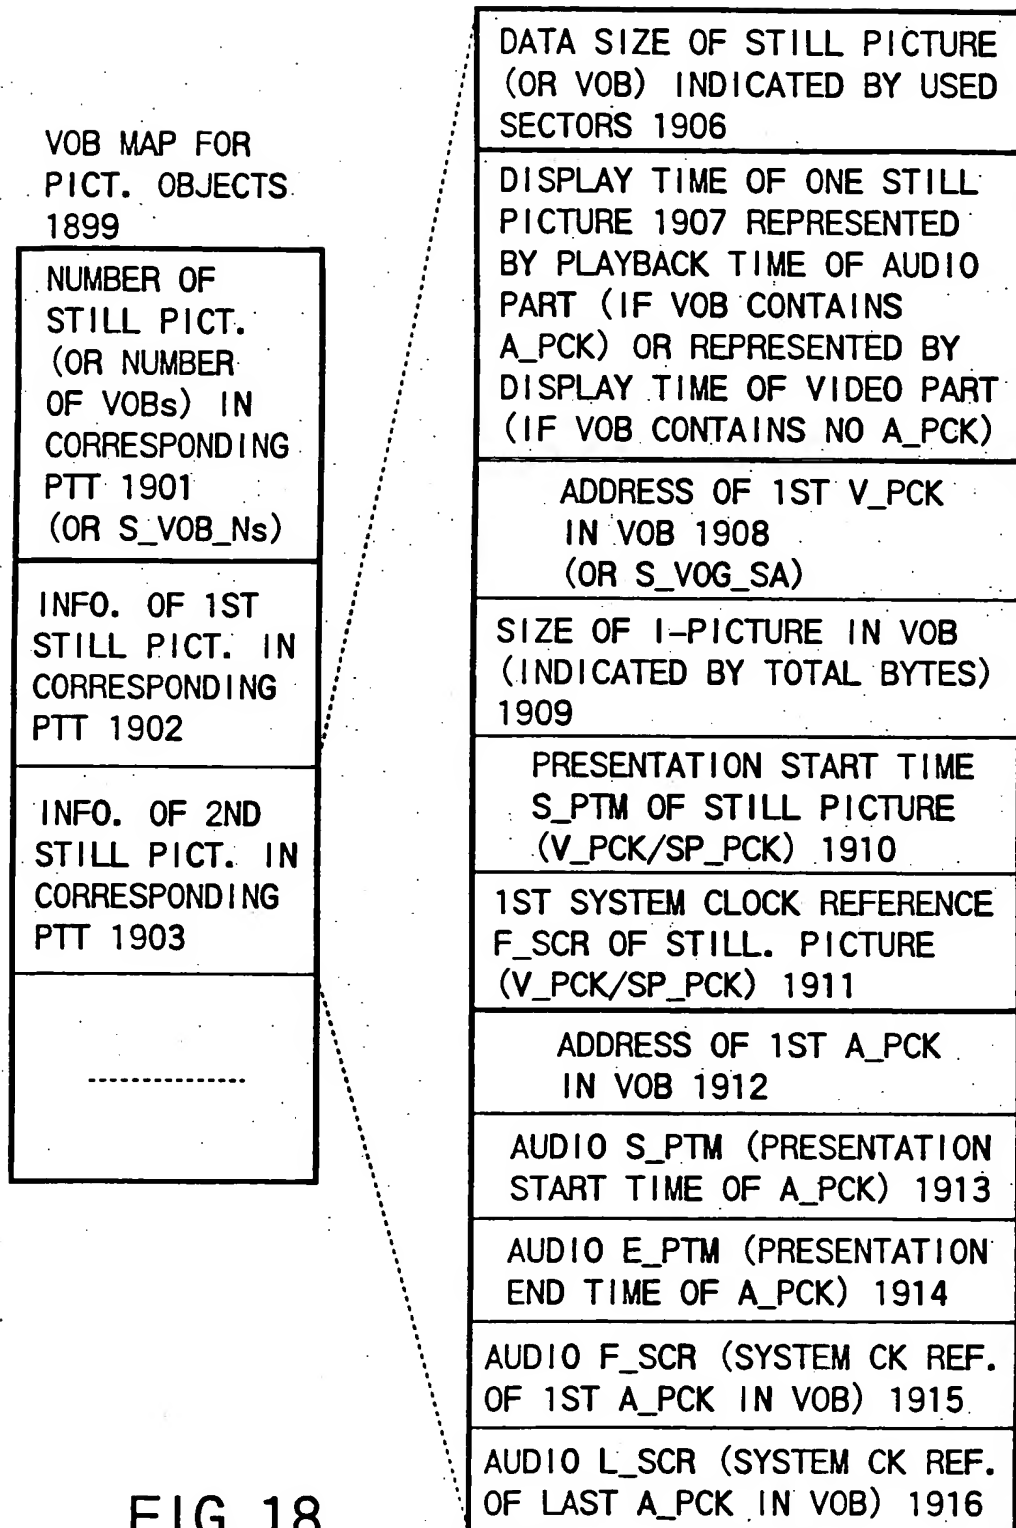 VOB MAP FOR
PICT. OBJECTS
1899
NUMBER OF
STILL PICT.
(OR NUMBER
OF VOBs) IN
CORRESPONDING
PTT 1901
(OR S_VOB_Ns)
INFO. OF 1ST
STILL PICT. IN
CORRESPONDING
PTT 1902
INFO. OF 2ND
STILL PICT. IN
CORRESPONDING
PTT 1903
DATA SIZE OF STILL PICTURE
(OR VOB) INDICATED BY USED
SECTORS 1906
DISPLAY TIME OF ONE STILL
PICTURE 1907 REPRESENTED
BY PLAYBACK TIME OF AUDIO
PART (IF VOB CONTAINS
A_PCK) OR REPRESENTED BY
DISPLAY TIME OF VIDEO PART
(IF VOB CONTAINS NO A_PCK)
ADDRESS OF 1ST V_PCK
IN VOB 1908
(OR S_VOG_SA)
SIZE OF I-PICTURE IN VOB
(INDICATED BY TOTAL BYTES)
1909
PRESENTATION START TIME
S_PTM OF STILL PICTURE
(V_PCK/SP_PCK) 1910
1ST SYSTEM CLOCK REFERENCE
F_SCR OF STILL. PICTURE
(V_PCK/SP_PCK) 1911
ADDRESS OF 1ST A_PCK
IN VOB 1912
AUDIO S_PTM (PRESENTATION
START TIME OF A_PCK) 1913
AUDIO E_PTM (PRESENTATION
END TIME OF A_PCK) 1914
AUDIO F_SCR (SYSTEM CK REF.
OF 1ST A_PCK IN VOB) 1915
AUDIO L_SCR (SYSTEM CK REF.
OF LAST A_PCK IN VOB) 1916
FIG. 18